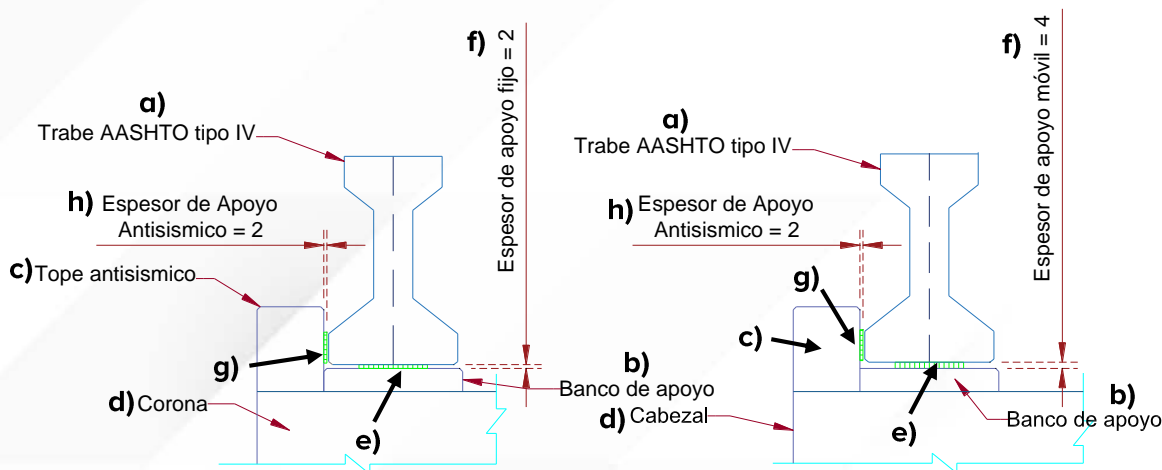 a)
Trabe AASHTO tipo IV
h) Espesor de Apoyo
Antisismico = 2
c) Tope antisismico
g)
d) Corona
e)
b)
Banco de apoyo
f)
Espesor de apoyo fijo = 2
a)
Trabe AASHTO tipo IV
h) Espesor de Apoyo
Antisismico = 2
g)
c)
d) Cabezal
e)
b)
Banco de apoyo
f)
Espesor de apoyo móvil = 4